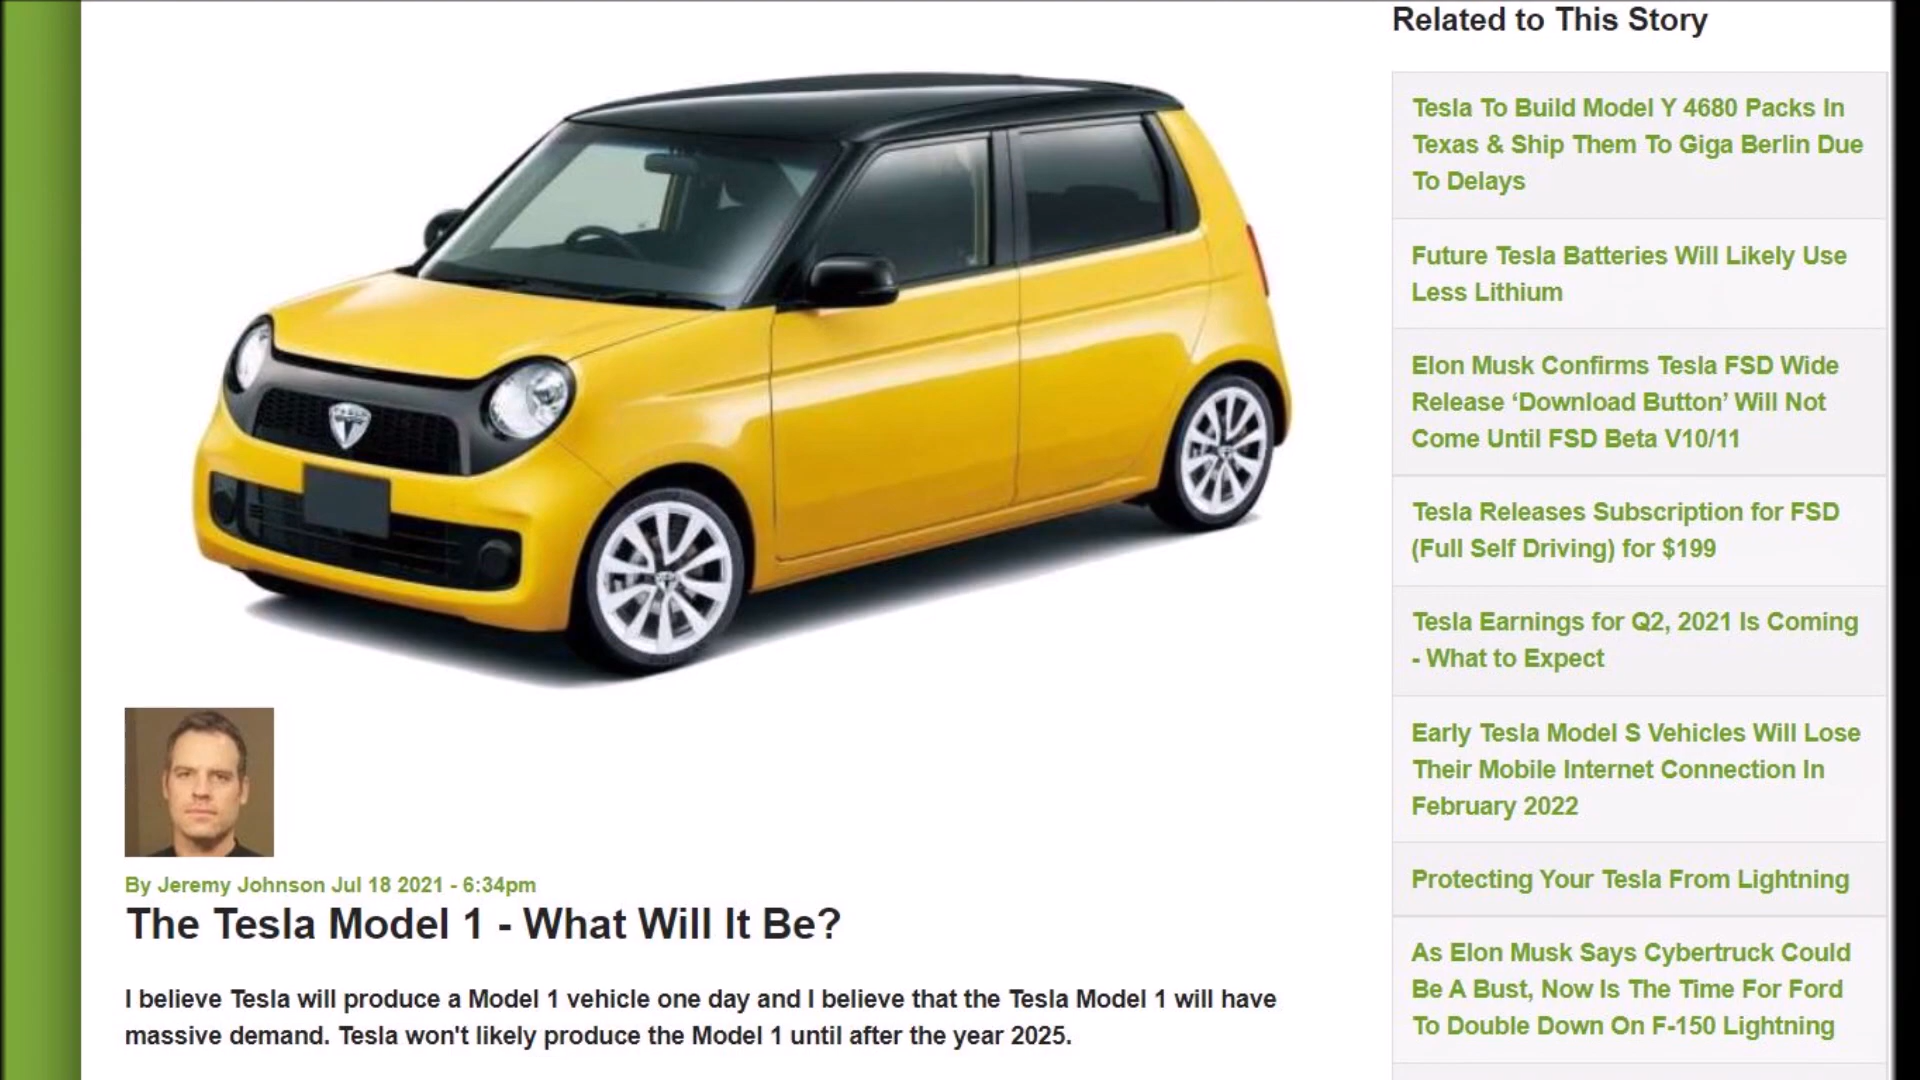 Related to This Story
Tesla To Build Model Y 4680 Packs In
Texas & Ship Them To Giga Berlin Due
To Delays
Future Tesla Batteries Will Likely Use
Less Lithium
Elon Musk Confirms Tesla FSD Wide
Release ‘Download Button’ Will Not
Come Until FSD Beta V10/11
Tesla Releases Subscription for FSD
(Full Self Driving) for $199
Tesla Earnings for Q2, 2021 Is Coming
- What to Expect
Early Tesla Model S Vehicles Will Lose
Their Mobile Internet Connection In
February 2022
Protecting Your Tesla From Lightning
As Elon Musk Says Cybertruck Could
Be A Bust, Now Is The Time For Ford
To Double Down On F-150 Lightning
TESLA
By Jeremy Johnson Jul 18 2021 - 6:34pm
The Tesla Model 1 - What Will It Be?
I believe Tesla will produce a Model 1 vehicle one day and I believe that the Tesla Model 1 will have
massive demand. Tesla won't likely produce the Model 1 until after the year 2025.